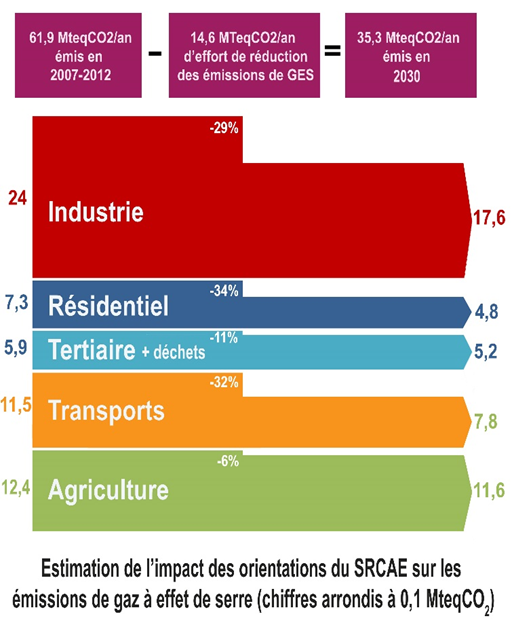 61,9 MteqCO2/an
émis en
2007-2012
–
14,6 MTeqCO2/an
d'effort de réduction
des émissions de GES
=
35,3 MteqCO2/an
émis en
2030
-29%
24
Industrie
17,6
-34%
7,3
Résidentiel
4,8
-11%
5,9
Tertiaire + déchets
5,2
-32%
11,5
Transports
7,8
-6%
12,4
Agriculture
11,6
Estimation de l'impact des orientations du SRCAE sur les
émissions de gaz à effet de serre (chiffres arrondis à 0,1 MteqCO2)